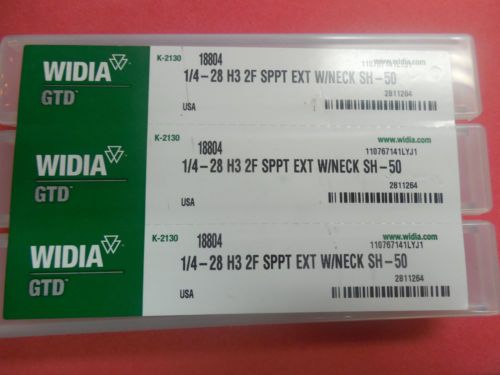 WIDIA
GTD
K-2130
18804
1/4-28 H3 2F SPPT EXT W/NECK SH-50
USA
110767141LYJ1
2811264
WIDIA
GTD
K-2130
18804
www.widia.com
1/4-28 H3 2F SPPT EXT W/NECK SH-50
110767141LYJ1
USA
2811264
WIDIA
GTD
K-2130
18804
www.widia.com
1/4-28 H3 2F SPPT EXT W/NECK SH-50
110767141LYJ1
USA
2811264